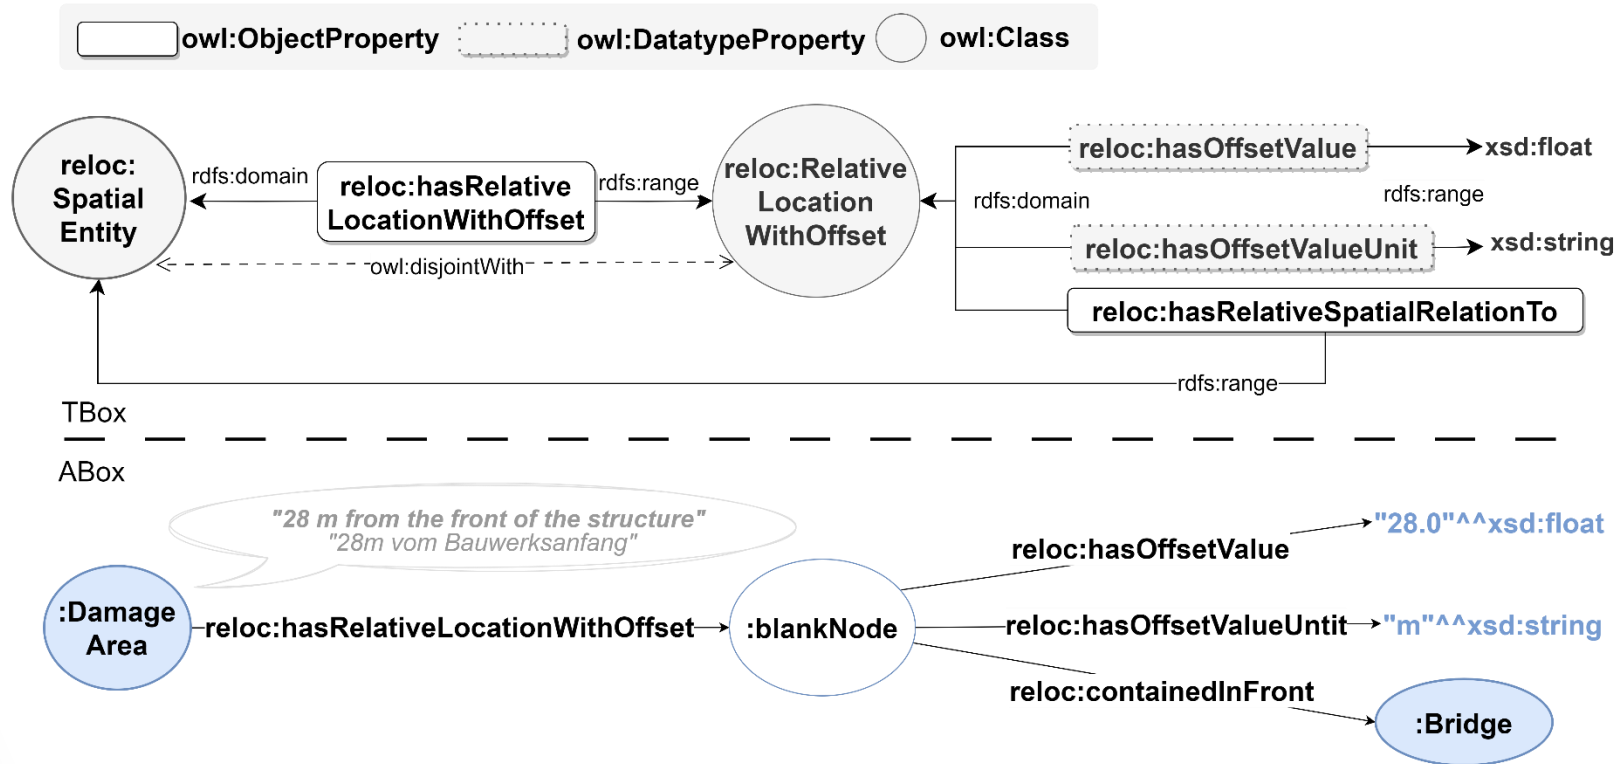 owl:ObjectProperty
owl:DatatypeProperty
owl:Class
reloc:
Spatial
Entity
rdfs:domain
reloc:hasRelative
LocationWithOffset
rdfs:range
reloc:Relative
Location
WithOffset
owl:disjointWith
rdfs:domain
reloc:hasOffsetValue
xsd:float
rdfs:range
reloc:hasOffsetValueUnit
xsd:string
reloc:hasRelativeSpatialRelationTo
rdfs:range
TBox
ABox
"28 m from the front of the structure"
"28m vom Bauwerksanfang"
:Damage
Area
reloc:hasRelativeLocationWithOffset
:blankNode
reloc:hasOffsetValue
"28.0"^^xsd:float
reloc:hasOffsetValueUntit
"m"^^xsd:string
reloc:containedInFront
:Bridge